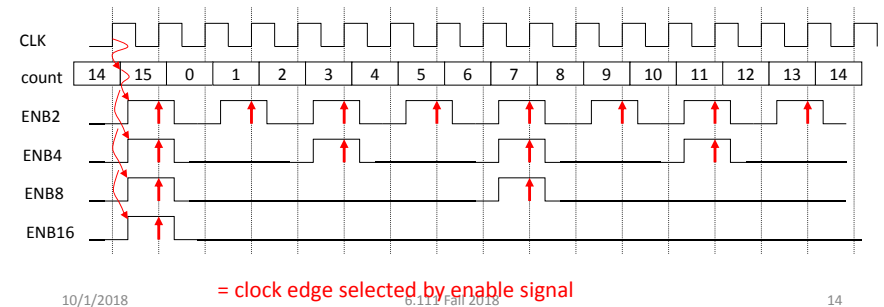 CLK
count 14 15 0 1 2 3 4 5 6 7 8 9 10 11 12 13 14
ENB2
ENB4
ENB8
ENB16
= clock edge selected by enable signal
10/1/2018 6.111 Fall 2018 14